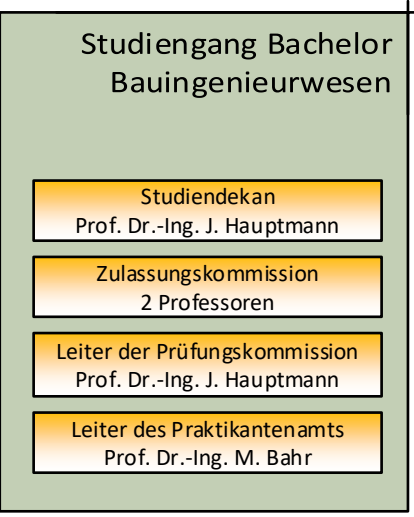 Studiengang Bachelor
Bauingenieurwesen
Studiendekan
Prof. Dr.-Ing. J. Hauptmann
Zulassungskommission
2 Professoren
Leiter der Prüfungskommission
Prof. Dr.-Ing. J. Hauptmann
Leiter des Praktikantenamts
Prof. Dr.-Ing. M. Bahr